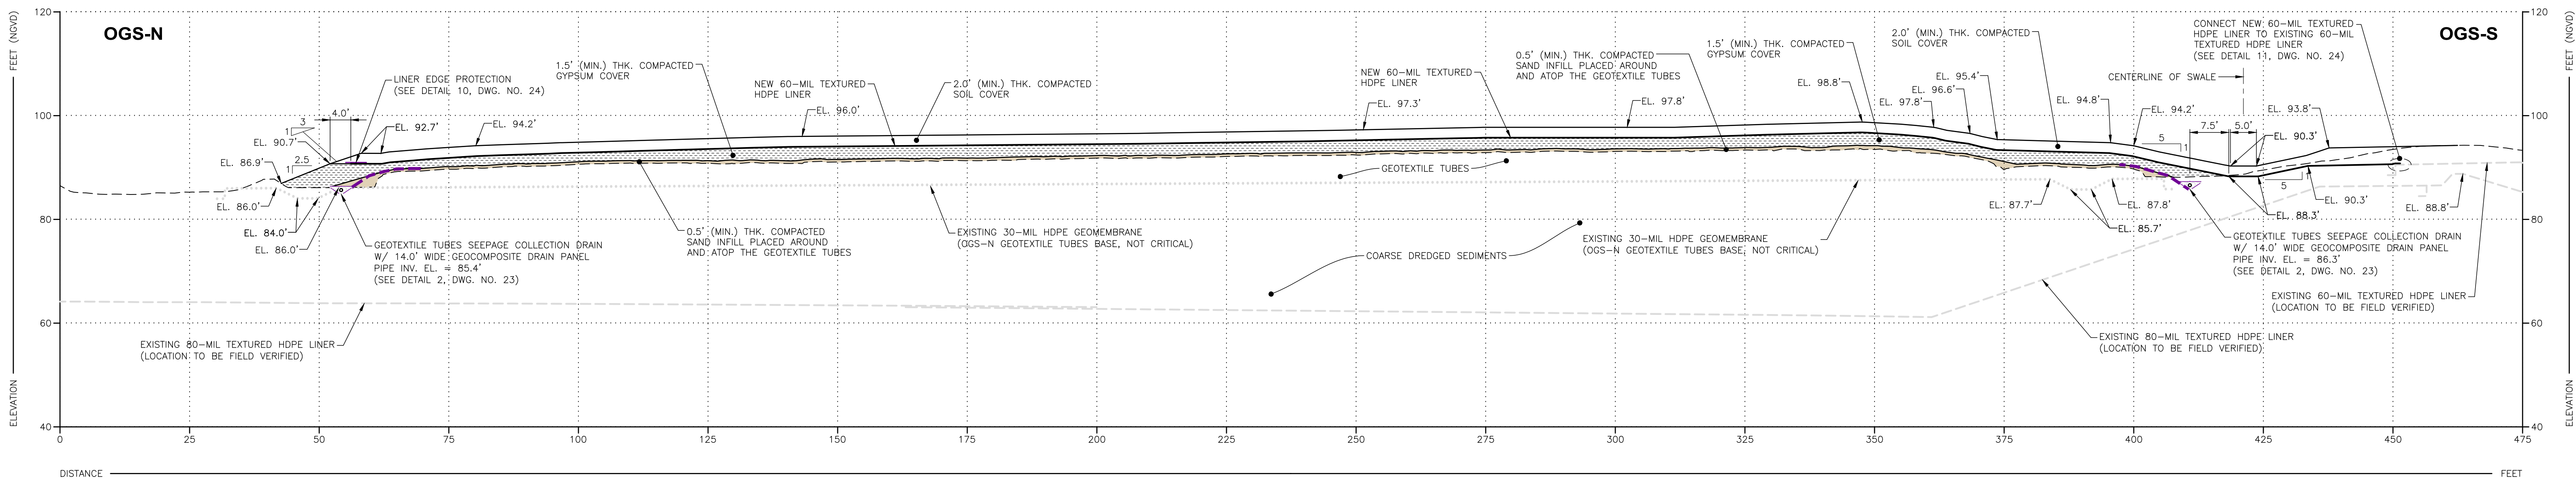 120
120
FEET (NGVD)
FEET (NGVD)
OGS-N
OGS-S
CONNECT NEW 60-MIL TEXTURED
HDPE LINER TO EXISTING 60-MIL
TEXTURED HDPE LINER
(SEE DETAIL 11, DWG. NO. 24)
2.0' (MIN.) THK. COMPACTED
SOIL COVER
1.5' (MIN.) THK. COMPACTED
GYPSUM COVER
0.5' (MIN.) THK. COMPACTED
SAND INFILL PLACED AROUND
AND ATOP THE GEOTEXTILE TUBES
1.5' (MIN.) THK. COMPACTED
GYPSUM COVER
LINER EDGE PROTECTION
(SEE DETAIL 10, DWG. NO. 24)
NEW 60-MIL TEXTURED
HDPE LINER
2.0' (MIN.) THK. COMPACTED
SOIL COVER
NEW 60-MIL TEXTURED
HDPE LINER
CENTERLINE OF SWALE
EL. 98.8'
EL. 95.4'
EL. 96.6'
EL. 97.8'
EL. 97.3'
EL. 97.8'
EL. 94.8'
EL. 94.2'
EL. 93.8'
EL. 96.0'
100
100
4.0'
3
1
EL. 92.7'
EL. 94.2'
EL. 90.7'
EL. 86.9'
2.5
1
5
1
7.5'
5.0'
EL. 90.3'
GEOTEXTILE TUBES
5
1
EL. 86.0'
EL. 84.0'
EL. 86.0'
EL. 87.7'
EL. 87.8'
EL. 85.7'
EL. 88.3'
EL. 90.3'
EL. 88.8'
80
80
GEOTEXTILE TUBES SEEPAGE COLLECTION DRAIN
W/ 14.0' WIDE GEOCOMPOSITE DRAIN PANEL
PIPE INV. EL. = 85.4'
(SEE DETAIL 2, DWG. NO. 23)
0.5' (MIN.) THK. COMPACTED
SAND INFILL PLACED AROUND
AND ATOP THE GEOTEXTILE TUBES
EXISTING 30-MIL HDPE GEOMEMBRANE
(OGS-N GEOTEXTILE TUBES BASE, NOT CRITICAL)
COARSE DREDGED SEDIMENTS
EXISTING 30-MIL HDPE GEOMEMBRANE
(OGS-N GEOTEXTILE TUBES BASE, NOT CRITICAL)
GEOTEXTILE TUBES SEEPAGE COLLECTION DRAIN
W/ 14.0' WIDE GEOCOMPOSITE DRAIN PANEL
PIPE INV. EL. = 86.3'
(SEE DETAIL 2, DWG. NO. 23)
EXISTING 60-MIL TEXTURED HDPE LINER
(LOCATION TO BE FIELD VERIFIED)
60
60
EXISTING 80-MIL TEXTURED HDPE LINER
(LOCATION TO BE FIELD VERIFIED)
EXISTING 80-MIL TEXTURED HDPE LINER
(LOCATION TO BE FIELD VERIFIED)
ELEVATION
ELEVATION
40
40
0 25 50 75 100 125 150 175 200 225 250 275 300 325 350 375 400 425 450 475
DISTANCE
FEET